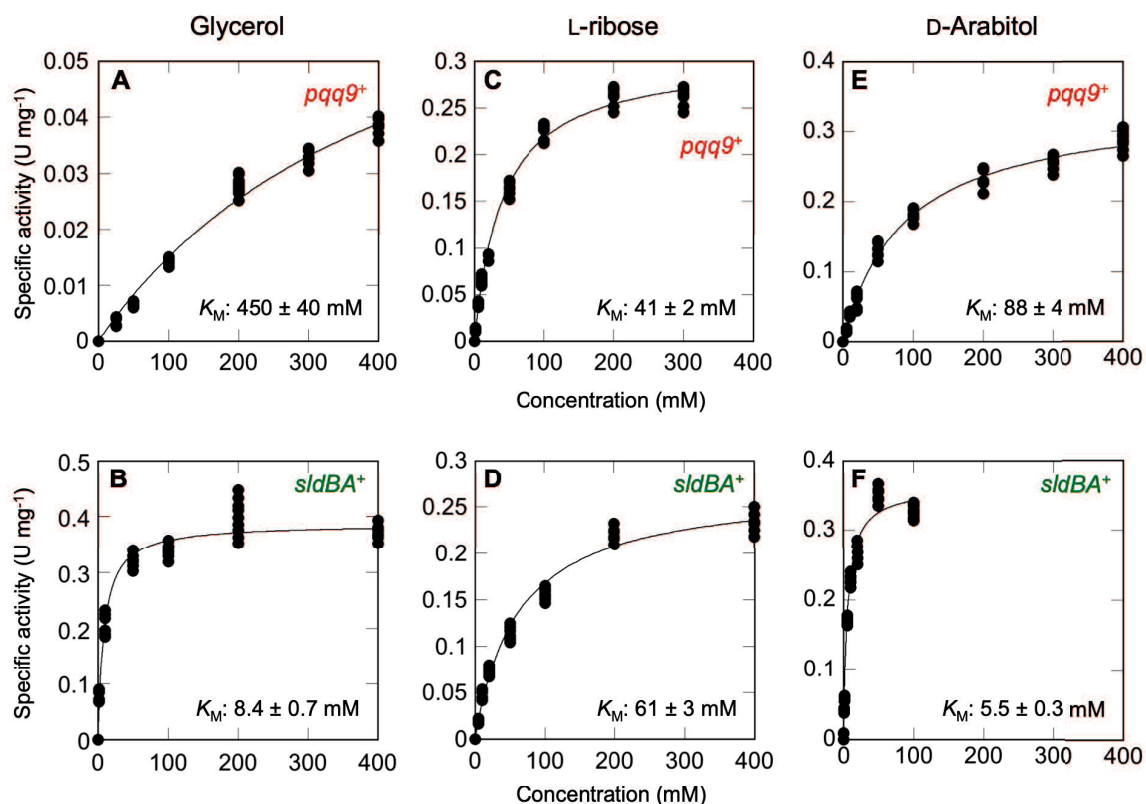 Glycerol
L-ribose
D-Arabitol
Specific activity (U mg⁻¹)
0.05
0.04
0.03
0.02
0.01
0
A
pqq9⁺
K_M: 450 ± 40 mM
0 100 200 300 400
0.3
0.25
0.2
0.15
0.1
0.05
0
C
pqq9⁺
K_M: 41 ± 2 mM
0 100 200 300 400
0.4
0.3
0.2
0.1
0
E
pqq9⁺
K_M: 88 ± 4 mM
0 100 200 300 400
Concentration (mM)
Specific activity (U mg⁻¹)
0.5
0.4
0.3
0.2
0.1
0
B
sldBA⁺
K_M: 8.4 ± 0.7 mM
0 100 200 300 400
0.3
0.25
0.2
0.15
0.1
0.05
0
D
sldBA⁺
K_M: 61 ± 3 mM
0 100 200 300 400
0.4
0.3
0.2
0.1
0
F
sldBA⁺
K_M: 5.5 ± 0.3 mM
0 100 200 300 400
Concentration (mM)